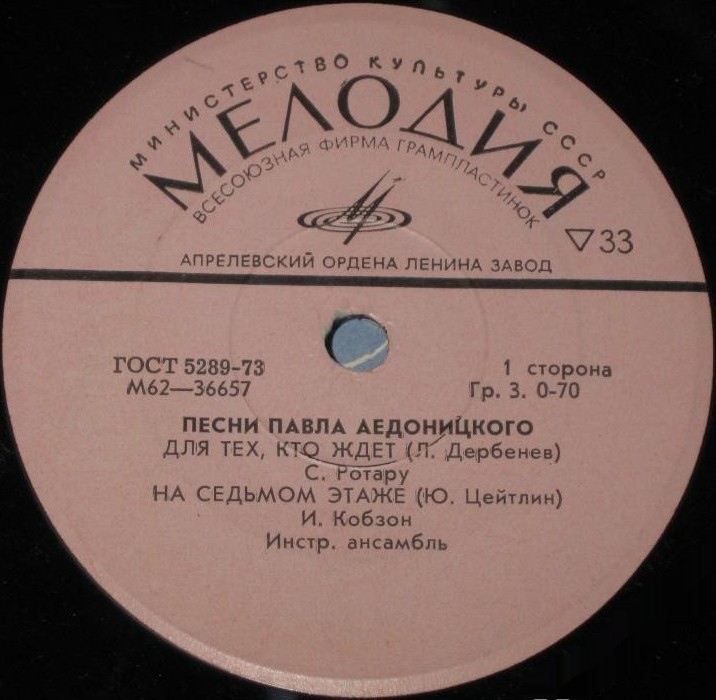 МИНИСТЕРСТВО КУЛЬТУРЫ СССР
МЕЛОДИЯ
ВСЕСОЮЗНАЯ ФИРМА ГРАМПЛАСТИНОК
33
АПРЕЛЕВСКИЙ ОРДЕНА ЛЕНИНА ЗАВОД
ГОСТ 5289-73
1 сторона
М62—36657
Гр. 3. 0-70
ПЕСНИ ПАВЛА АЕДОНИЦКОГО
ДЛЯ ТЕХ, КТО ЖДЕТ (Л. Дербенев)
С. Ротару
НА СЕДЬМОМ ЭТАЖЕ (Ю. Цейтлин)
И. Кобзон
Инстр. ансамбль